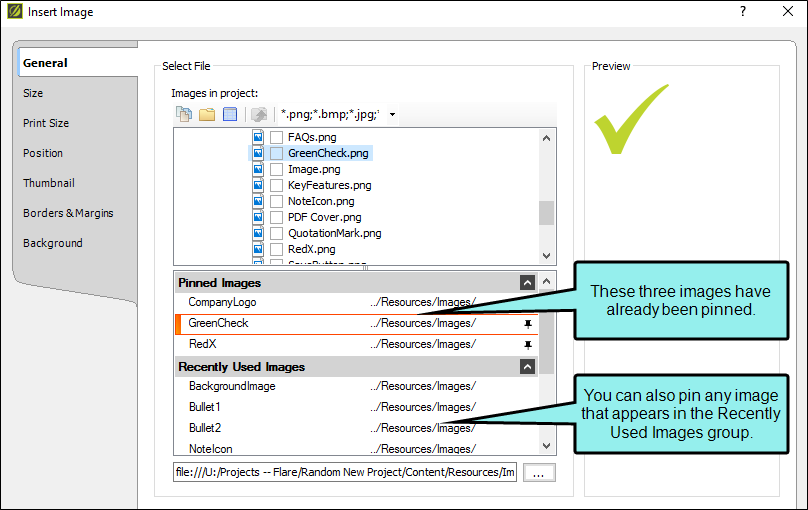 Insert Image
?
General
Size
Print Size
Position
Thumbnail
Borders & Margins
Background
Select File
Images in project:
*.png;*.bmp;*.jpg;*
FAQs.png
GreenCheck.png
Image.png
KeyFeatures.png
NoteIcon.png
PDF Cover.png
QuotationMark.png
RedX.png
Pinned Images
CompanyLogo ../Resources/Images/
GreenCheck ../Resources/Images/
RedX ../Resources/Images/
Recently Used Images
BackgroundImage ../Resources/Images/
Bullet1 ../Resources/Images/
Bullet2 ../Resources/Images/
NoteIcon ../Resources/Images/
file:///U:/Projects -- Flare/Random New Project/Content/Resources/Im
...
Preview
These three images have
already been pinned.
You can also pin any image
that appears in the Recently
Used Images group.